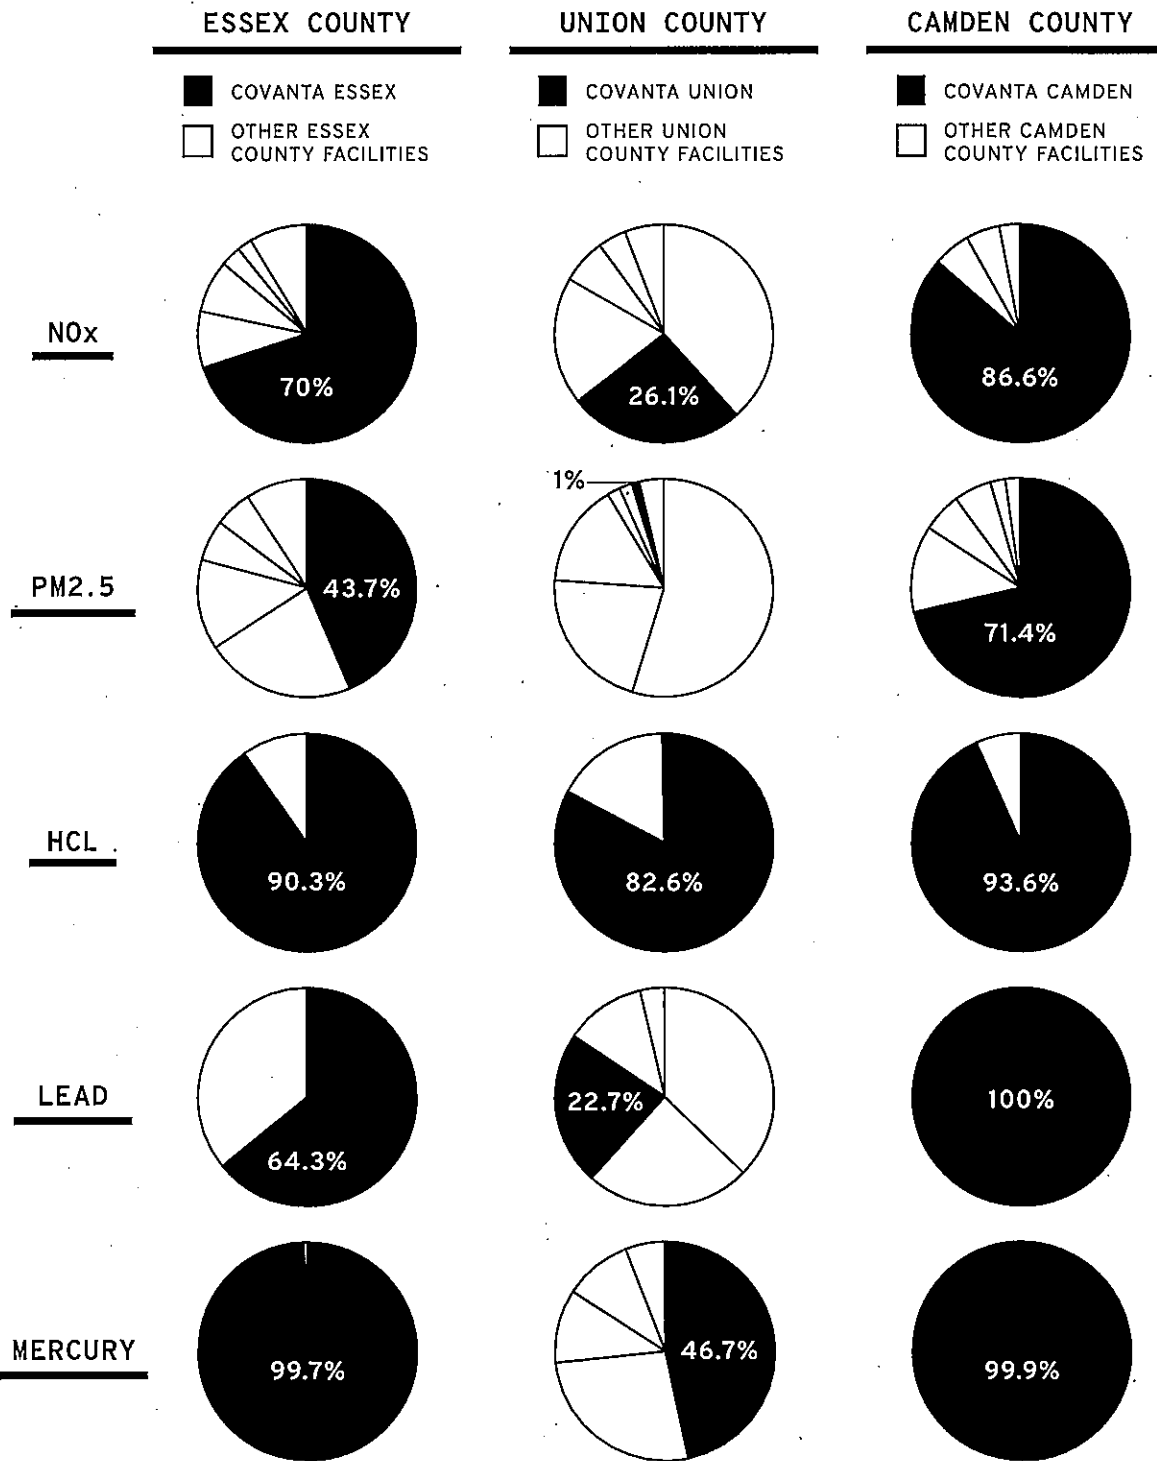 ESSEX COUNTY
UNION COUNTY
CAMDEN COUNTY
COVANTA ESSEX
OTHER ESSEX
COUNTY FACILITIES
COVANTA UNION
OTHER UNION
COUNTY FACILITIES
COVANTA CAMDEN
OTHER CAMDEN
COUNTY FACILITIES
NOx
70%
26.1%
86.6%
PM2.5
43.7%
1%
71.4%
HCL
90.3%
82.6%
93.6%
LEAD
64.3%
22.7%
100%
MERCURY
99.7%
46.7%
99.9%